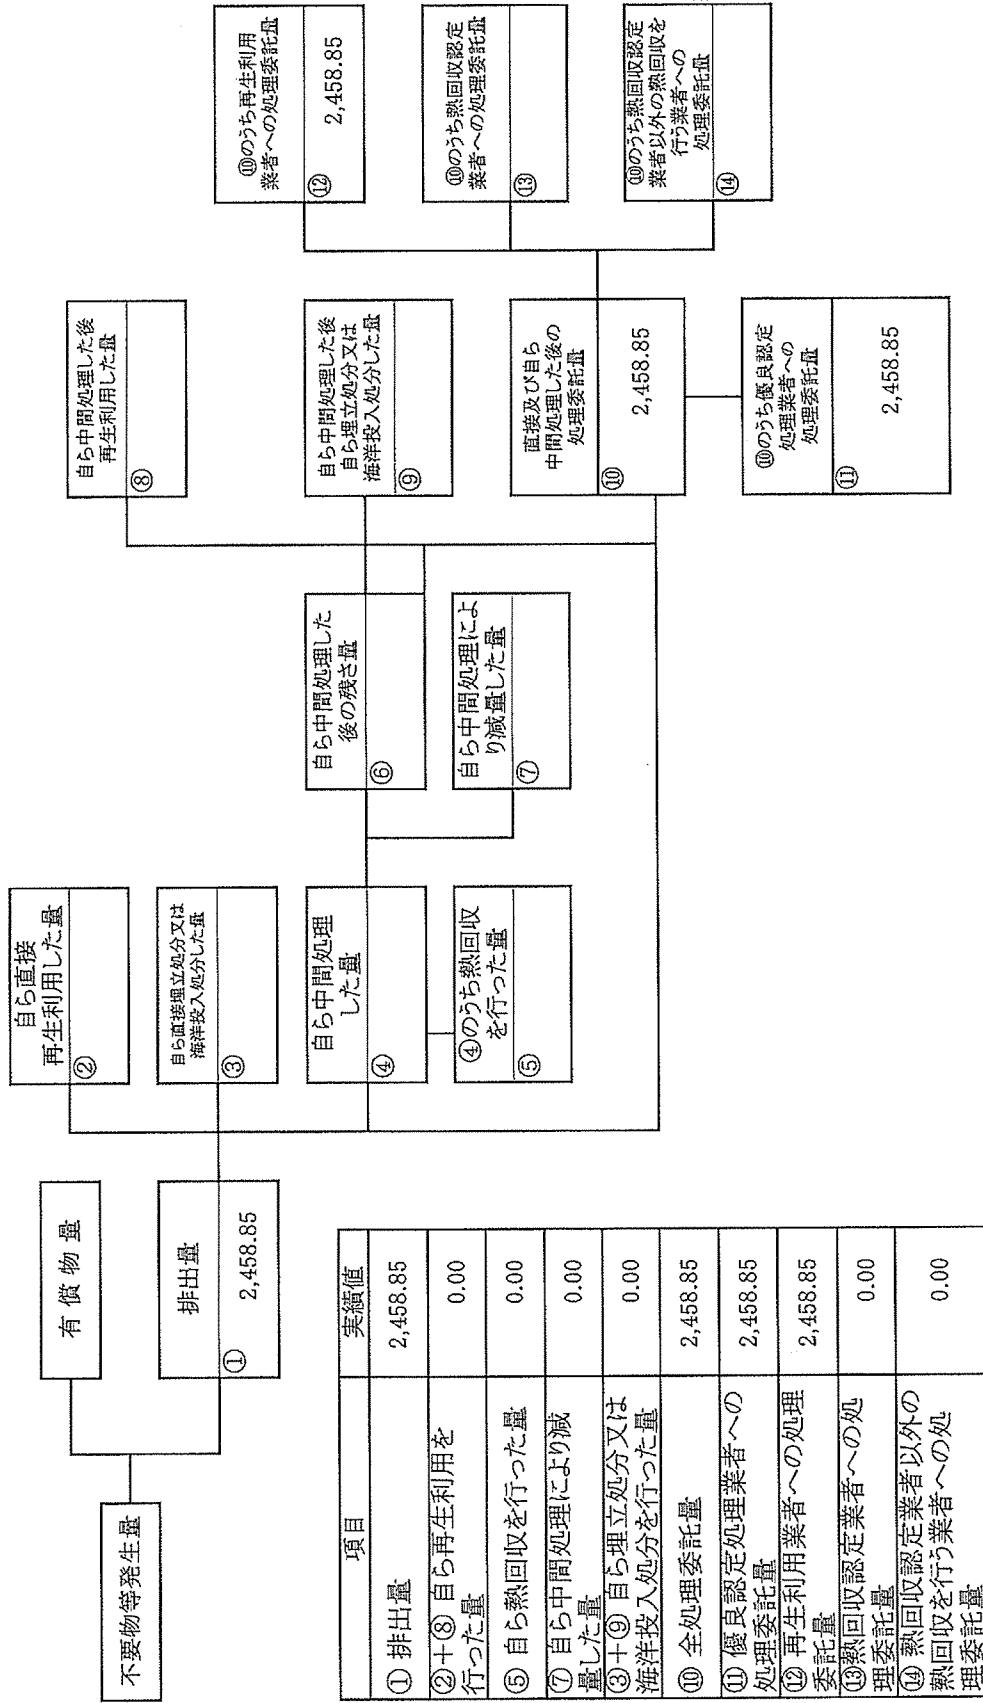 不要物等発生量
有償物量
排出量
①
2,458.85
自ら直接
再生利用した量
②
自ら直接埋立処分又は
海洋投入処分した量
③
自ら中間処理
した量
④
④のうち熱回収
を行った量
⑤
自ら中間処理した
後の残さ量
⑥
自ら中間処理によ
り減量した量
⑦
自ら中間処理した後
再生利用した量
⑧
自ら中間処理した後
自ら埋立処分又は
海洋投入処分した量
⑨
直接及び自ら
中間処理した後の
処理委託量
⑩
2,458.85
⑩のうち優良認定
処理業者への
処理委託量
⑪
2,458.85
⑩のうち再生利用
業者への処理委託量
⑫
2,458.85
⑩のうち熱回収認定
業者への処理委託量
⑬
⑩のうち熱回収認定
業者以外の熱回収を
行う業者への
処理委託量
⑭
項目 実績値
① 排出量 2,458.85
②+⑧ 自ら再生利用を
行った量 0.00
⑤ 自ら熱回収を行った量 0.00
⑦ 自ら中間処理により減
量した量 0.00
③+⑨ 自ら埋立処分又は
海洋投入処分を行った量 0.00
⑩ 全処理委託量 2,458.85
⑪ 優良認定処理業者への
処理委託量 2,458.85
⑫ 再生利用業者への処理
委託量 2,458.85
⑬熱回収認定業者への処
理委託量 0.00
⑭ 熱回収認定業者以外の
熱回収を行う業者への処
理委託量 0.00